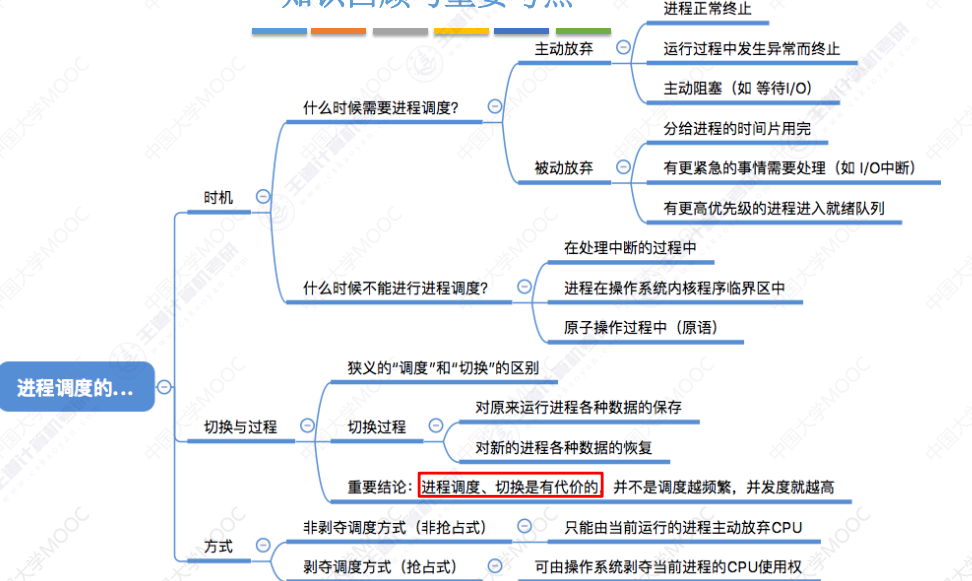 知识回顾与重要考点
进程正常终止
主动放弃
运行过程中发生异常而终止
主动阻塞（如 等待I/O）
什么时候需要进程调度？
分给进程的时间片用完
被动放弃
有更紧急的事情需要处理（如 I/O中断）
有更高优先级的进程进入就绪队列
时机
在处理中断的过程中
什么时候不能进行进程调度？
进程在操作系统内核程序临界区中
原子操作过程中（原语）
进程调度的...
狭义的“调度”和“切换”的区别
切换与过程
切换过程
对原来运行进程各种数据的保存
对新的进程各种数据的恢复
重要结论：进程调度、切换是有代价的，并不是调度越频繁，并发度就越高
方式
非剥夺调度方式（非抢占式）
只能由当前运行的进程主动放弃CPU
剥夺调度方式（抢占式）
可由操作系统剥夺当前进程的CPU使用权
中国大学MOOC
王道计算机考研